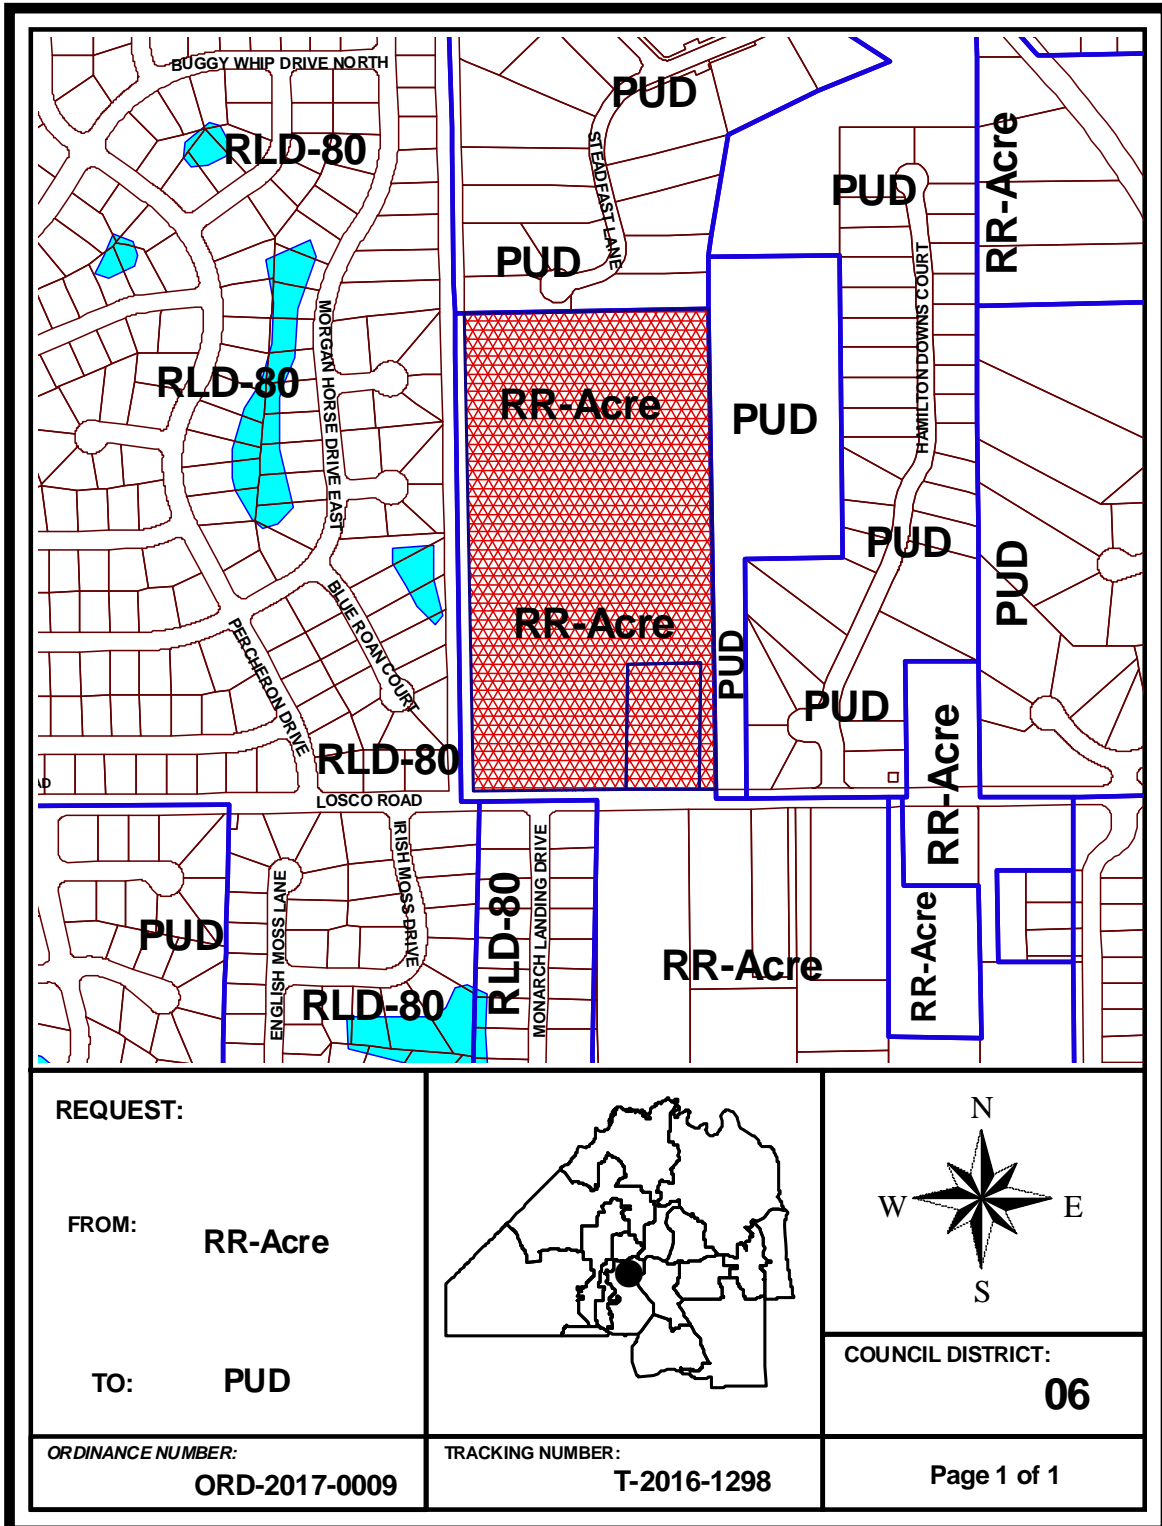 BUGGY WHIP DRIVE NORTH
PUD
RLD-80
STEADFAST LANE
RR-Acre
PUD
PUD
HAMILTON DOWNS COURT
MORGAN HORSE DRIVE EAST
RLD-80
RR-Acre
PUD
PUD
PUD
RR-Acre
BLUE ROAN COURT
PERCHERON DRIVE
PUD
PUD
RLD-80
RR-Acre
AD
LOSCO ROAD
IRISH MOSS DRIVE
MONARCH LANDING DRIVE
ENGLISH MOSS LANE
PUD
RLD-80
RLD-80
RR-Acre
RR-Acre
REQUEST:
FROM:
RR-Acre
TO:
PUD
N
W
E
S
COUNCIL DISTRICT:
06
ORDINANCE NUMBER:
ORD-2017-0009
TRACKING NUMBER:
T-2016-1298
Page 1 of 1